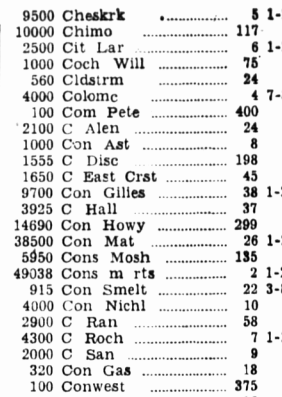 9500 Cheskrk 5 1-
10000 Chimo 117
2500 Cit Lar 6 1-
1000 Coch Will 75
560 Cldstrm 24
4000 Colomc 4 7-
100 Com Pete 400
2100 C Alen 24
1000 Con Ast 8
1555 C Disc 198
1650 C East Crst 45
9700 Con Gilies 38 1-
3925 C Hall 37
14690 Con Howy 299
38500 Con Mat 26 1-
5950 Cons Mosh 135
49038 Cons m rts 2 1-
915 Con Smelt 22 3-
4000 Con Nichl 10
2900 C Ran 58
4300 C Roch 7 1-
2000 C San 9
320 Con Gas 18
100 Conwest 375